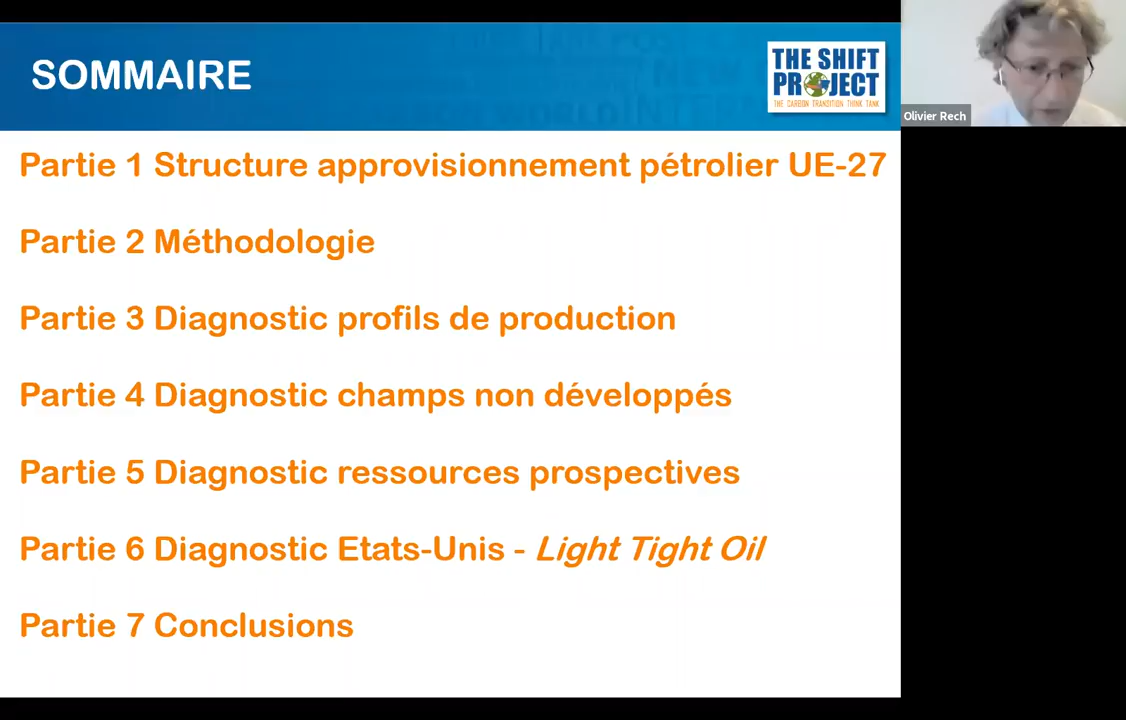 SOMMAIRE
THE SHIFT
PROJECT
THE CARBON TRANSITION THINK TANK
Olivier Rech
Partie 1 Structure approvisionnement pétrolier UE-27
Partie 2 Méthodologie
Partie 3 Diagnostic profils de production
Partie 4 Diagnostic champs non développés
Partie 5 Diagnostic ressources prospectives
Partie 6 Diagnostic Etats-Unis - Light Tight Oil
Partie 7 Conclusions